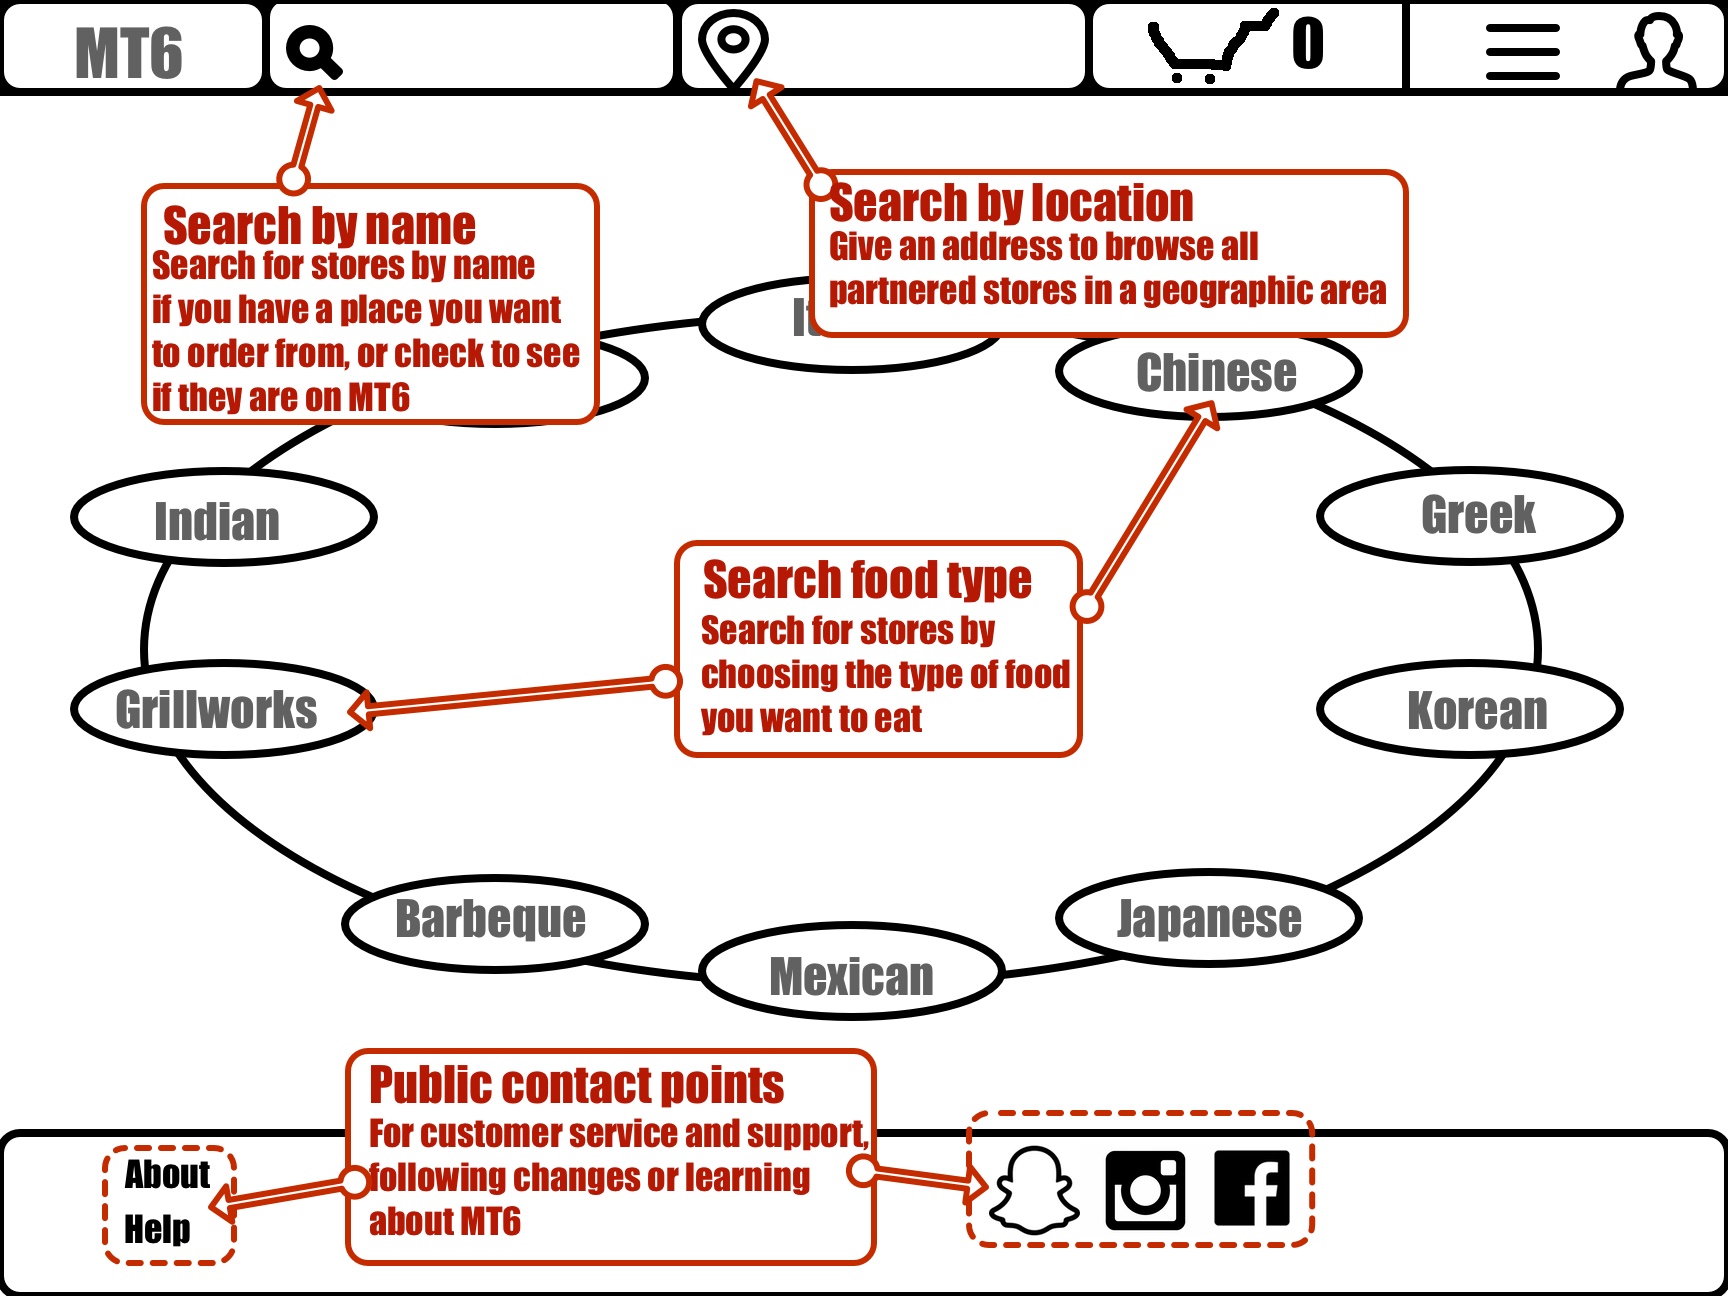 MT6
0
Search by name
Search for stores by name
if you have a place you want
to order from, or check to see
if they are on MT6
Search by location
Give an address to browse all
partnered stores in a geographic area
Chinese
Indian
Greek
Search food type
Search for stores by
choosing the type of food
you want to eat
Grillworks
Korean
Barbeque
Japanese
Mexican
Public contact points
For customer service and support,
following changes or learning
about MT6
About
Help